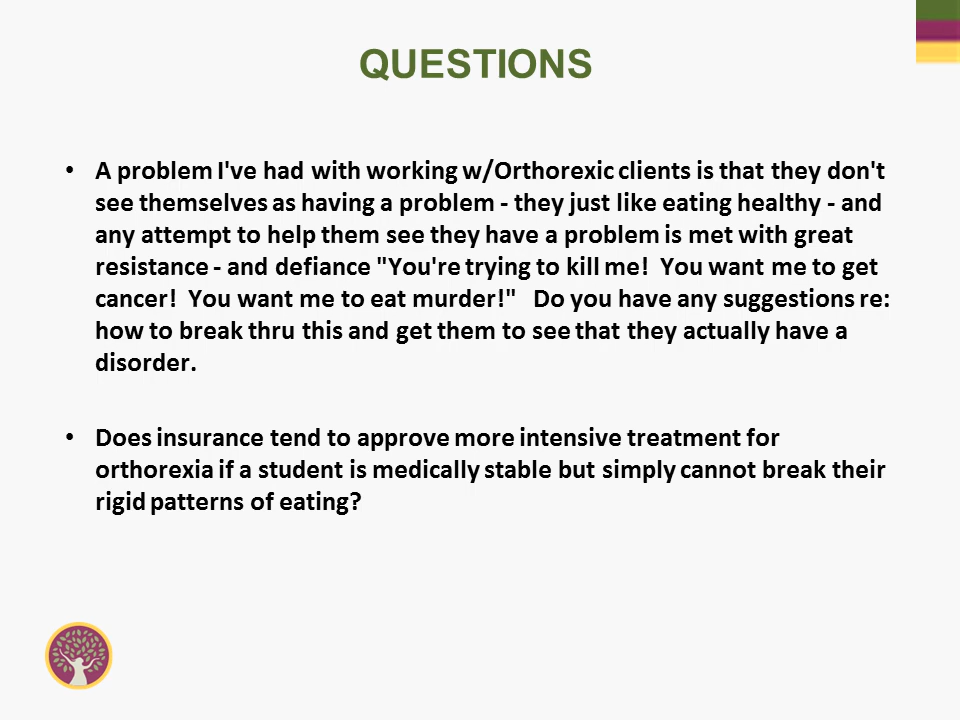 QUESTIONS
• A problem I've had with working w/Orthorexic clients is that they don't
see themselves as having a problem - they just like eating healthy - and
any attempt to help them see they have a problem is met with great
resistance - and defiance "You're trying to kill me!  You want me to get
cancer!  You want me to eat murder!"   Do you have any suggestions re:
how to break thru this and get them to see that they actually have a
disorder.
• Does insurance tend to approve more intensive treatment for
orthorexia if a student is medically stable but simply cannot break their
rigid patterns of eating?